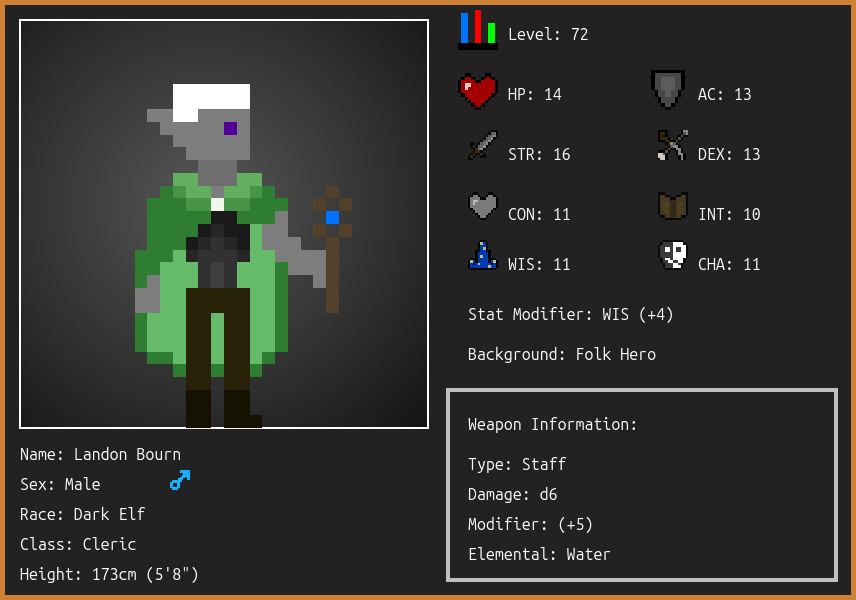 Level: 72
HP: 14
AC: 13
STR: 16
DEX: 13
CON: 11
INT: 10
WIS: 11
CHA: 11
Stat Modifier: WIS (+4)
Background: Folk Hero
Weapon Information:
Type: Staff
Damage: d6
Modifier: (+5)
Elemental: Water
Name: Landon Bourn
Sex: Male
Race: Dark Elf
Class: Cleric
Height: 173cm (5'8")